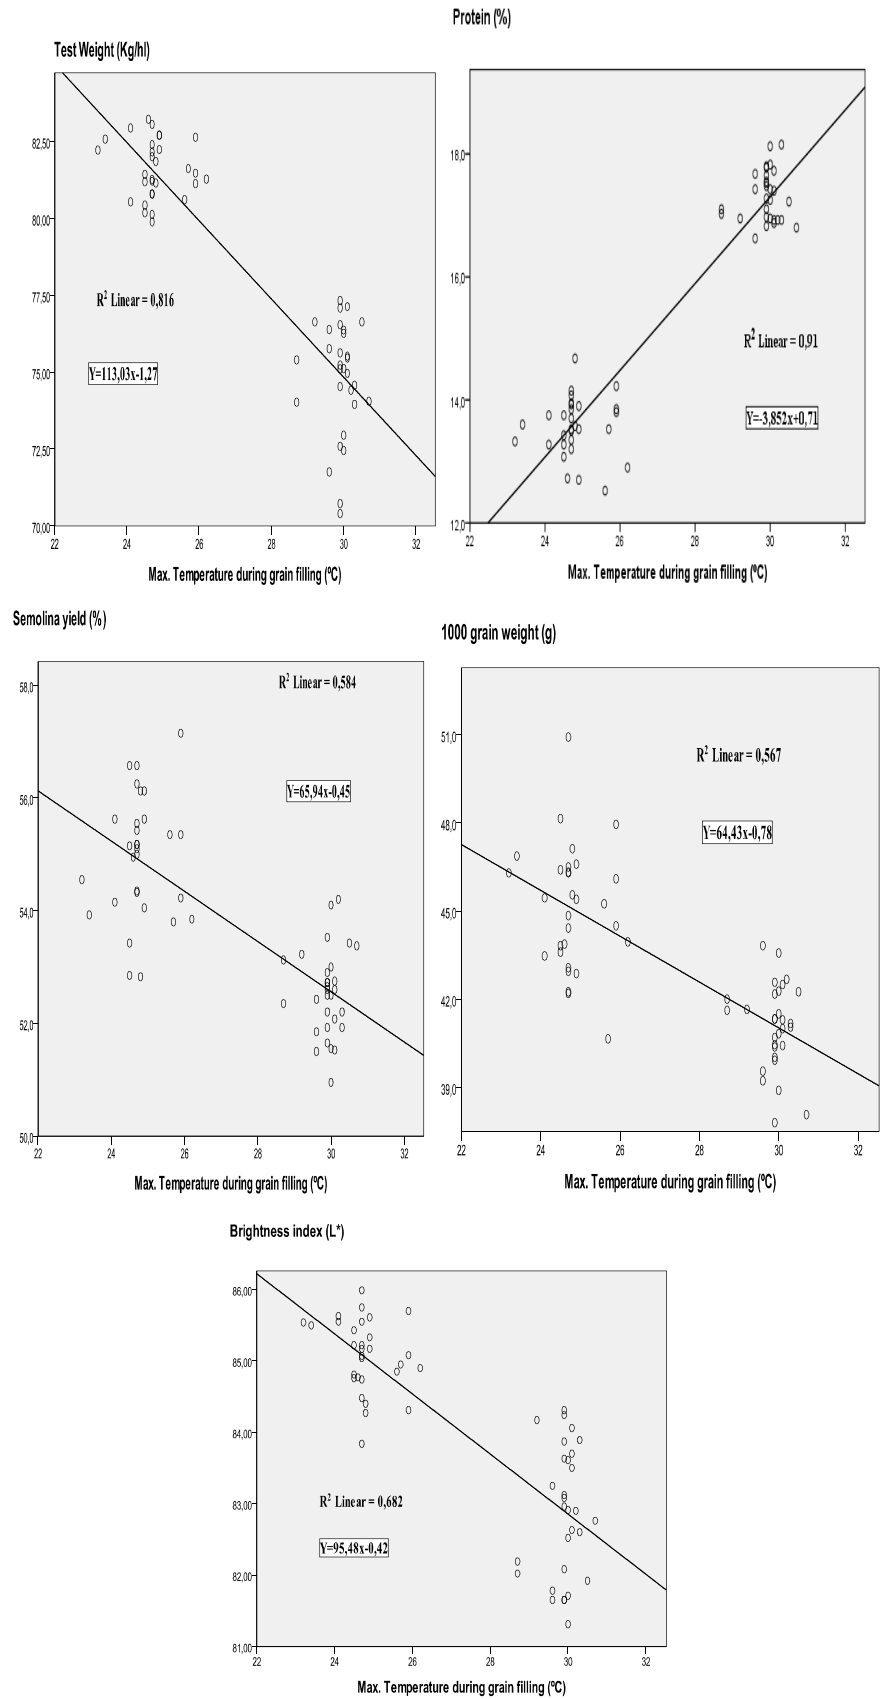 Protein (%)
Test Weight (Kg/hl)
82,50
80,00
77,50
75,00
72,50
70,00
R² Linear = 0,816
Y=113,03x-1,27
22 24 26 28 30 32
Max. Temperature during grain filling (ºC)
18,0
16,0
14,0
12,0
R² Linear = 0,91
Y=-3,852x+0,71
22 24 26 28 30 32
Max. Temperature during grain filling (ºC)
Semolina yield (%)
58,0
56,0
54,0
52,0
50,0
R² Linear = 0,584
Y=65,94x-0,45
22 24 26 28 30 32
Max. Temperature during grain filling (ºC)
1000 grain weight (g)
51,0
48,0
45,0
42,0
39,0
R² Linear = 0,567
Y=64,43x-0,78
22 24 26 28 30 32
Max. Temperature during grain filling (ºC)
Brightness index (L*)
86,00
85,00
84,00
83,00
82,00
81,00
R² Linear = 0,682
Y=95,48x-0,42
22 24 26 28 30 32
Max. Temperature during grain filling (ºC)